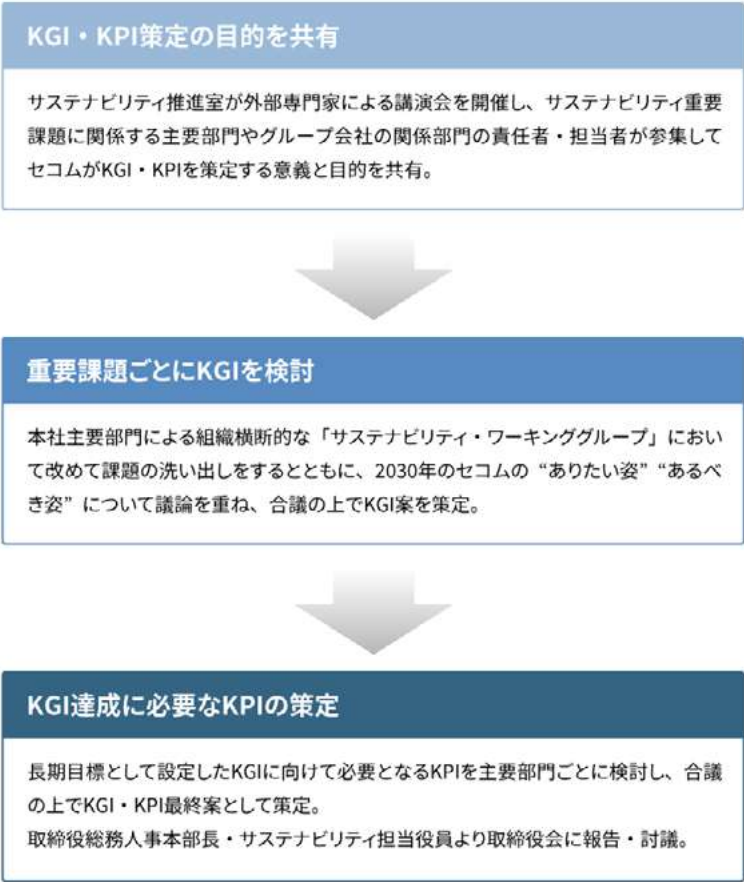 KGI・KPI策定の目的を共有
サステナビリティ推進室が外部専門家による講演会を開催し、サステナビリティ重要
課題に関係する主要部門やグループ会社の関係部門の責任者・担当者が参集して
セコムがKGI・KPIを策定する意義と目的を共有。
重要課題ごとにKGIを検討
本社主要部門による組織横断的な「サステナビリティ・ワーキンググループ」におい
て改めて課題の洗い出しをするとともに、2030年のセコムの“ありたい姿”“あるべ
き姿”について議論を重ね、合議の上でKGI案を策定。
KGI達成に必要なKPIの策定
長期目標として設定したKGIに向けて必要となるKPIを主要部門ごとに検討し、合議
の上でKGI・KPI最終案として策定。
取締役総務人事本部長・サステナビリティ担当役員より取締役会に報告・討議。